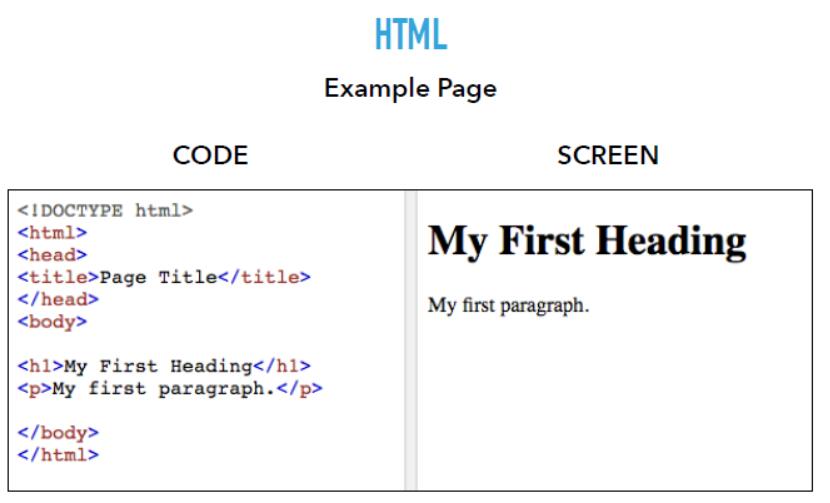 HTML
Example Page
CODE
SCREEN
<!DOCTYPE html>
<html>
<head>
<title>Page Title</title>
</head>
<body>
<h1>My First Heading</h1>
<p>My first paragraph.</p>
</body>
</html>
My First Heading
My first paragraph.